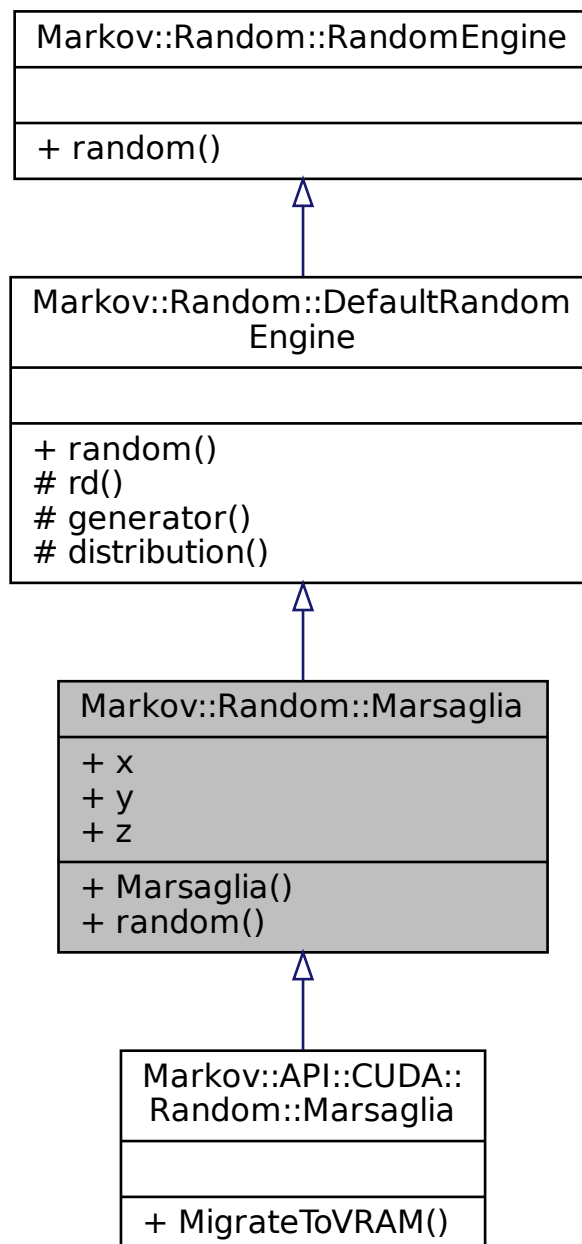 Markov::Random::RandomEngine
+ random()
Markov::Random::DefaultRandom
Engine
+ random()
# rd()
# generator()
# distribution()
Markov::Random::Marsaglia
+ x
+ y
+ z
+ Marsaglia()
+ random()
Markov::API::CUDA::
Random::Marsaglia
+ MigrateToVRAM()